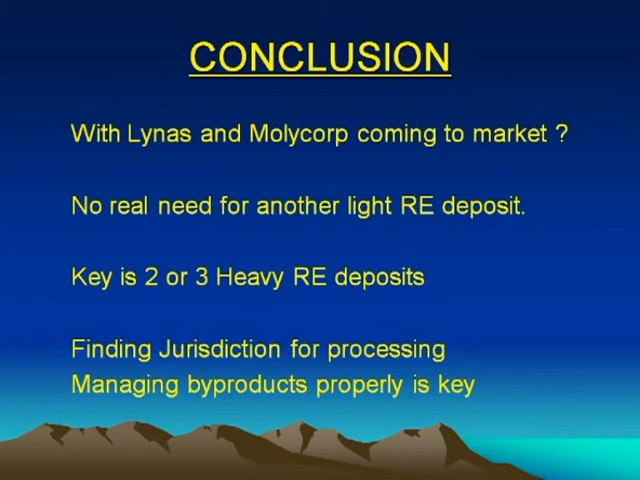 CONCLUSION
With Lynas and Molycorp coming to market ?
No real need for another light RE deposit.
Key is 2 or 3 Heavy RE deposits
Finding Jurisdiction for processing
Managing byproducts properly is key